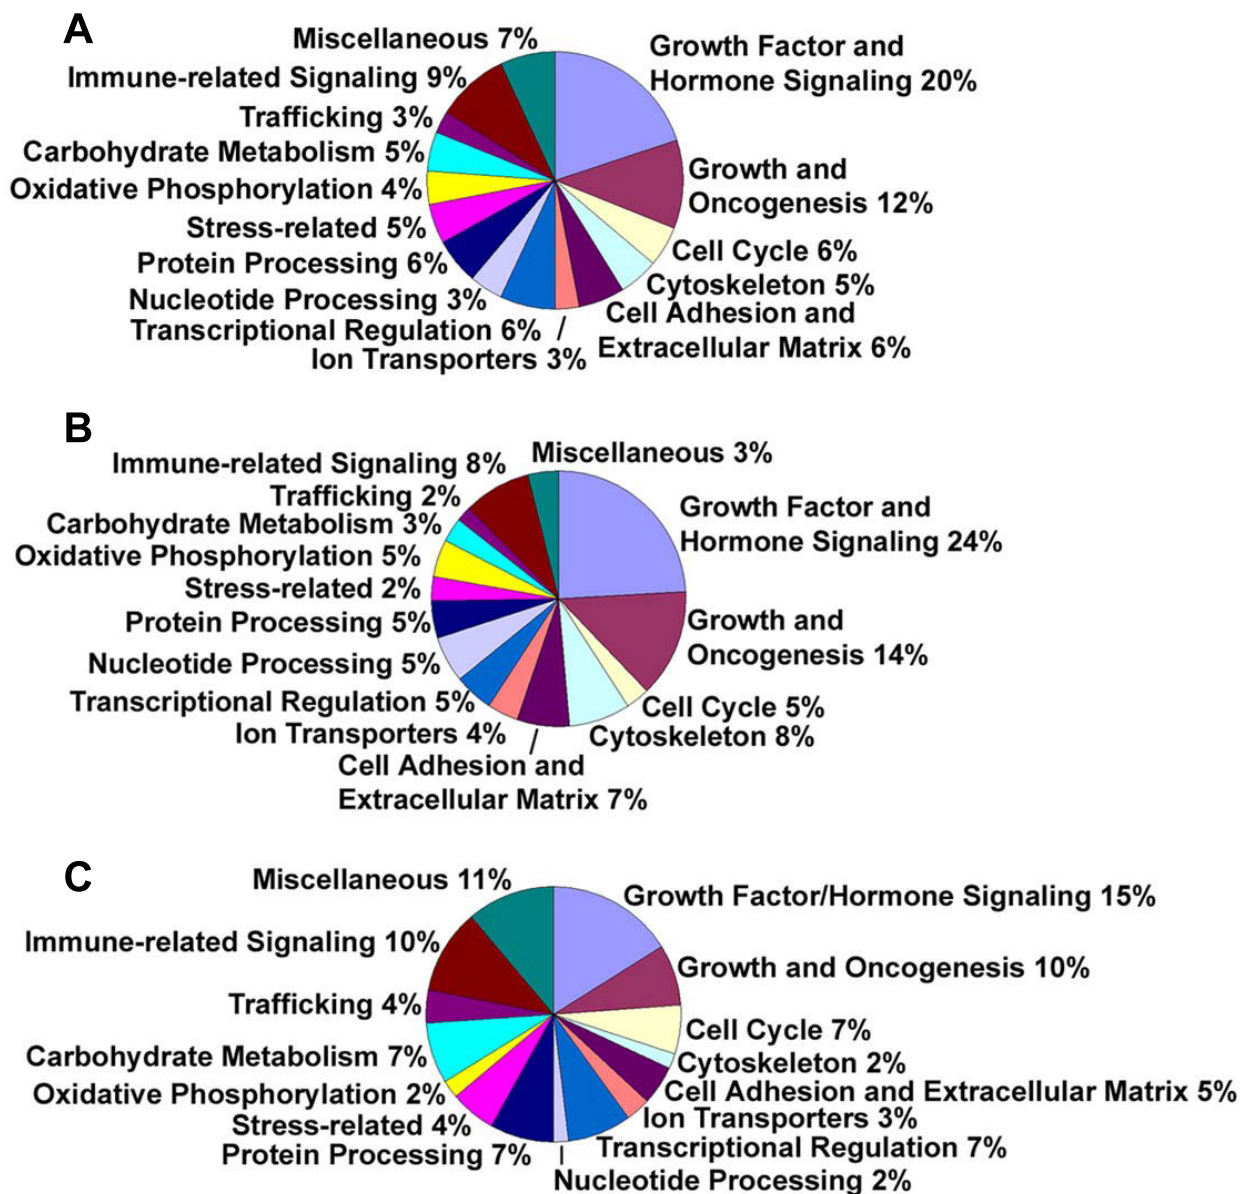 A
Miscellaneous 7%
Growth Factor and
Hormone Signaling 20%
Immune-related Signaling 9%
Trafficking 3%
Carbohydrate Metabolism 5%
Growth and
Oncogenesis 12%
Oxidative Phosphorylation 4%
Stress-related 5%
Cell Cycle 6%
Protein Processing 6%
Cytoskeleton 5%
Nucleotide Processing 3%
Cell Adhesion and
Extracellular Matrix 6%
Transcriptional Regulation 6%
Ion Transporters 3%
B
Miscellaneous 3%
Immune-related Signaling 8%
Trafficking 2%
Growth Factor and
Hormone Signaling 24%
Carbohydrate Metabolism 3%
Oxidative Phosphorylation 5%
Stress-related 2%
Protein Processing 5%
Growth and
Oncogenesis 14%
Nucleotide Processing 5%
Transcriptional Regulation 5%
Cell Cycle 5%
Ion Transporters 4%
Cytoskeleton 8%
Cell Adhesion and
Extracellular Matrix 7%
C
Miscellaneous 11%
Growth Factor/Hormone Signaling 15%
Immune-related Signaling 10%
Growth and Oncogenesis 10%
Trafficking 4%
Cell Cycle 7%
Carbohydrate Metabolism 7%
Cytoskeleton 2%
Oxidative Phosphorylation 2%
Cell Adhesion and Extracellular Matrix 5%
Stress-related 4%
Ion Transporters 3%
Protein Processing 7%
Transcriptional Regulation 7%
Nucleotide Processing 2%